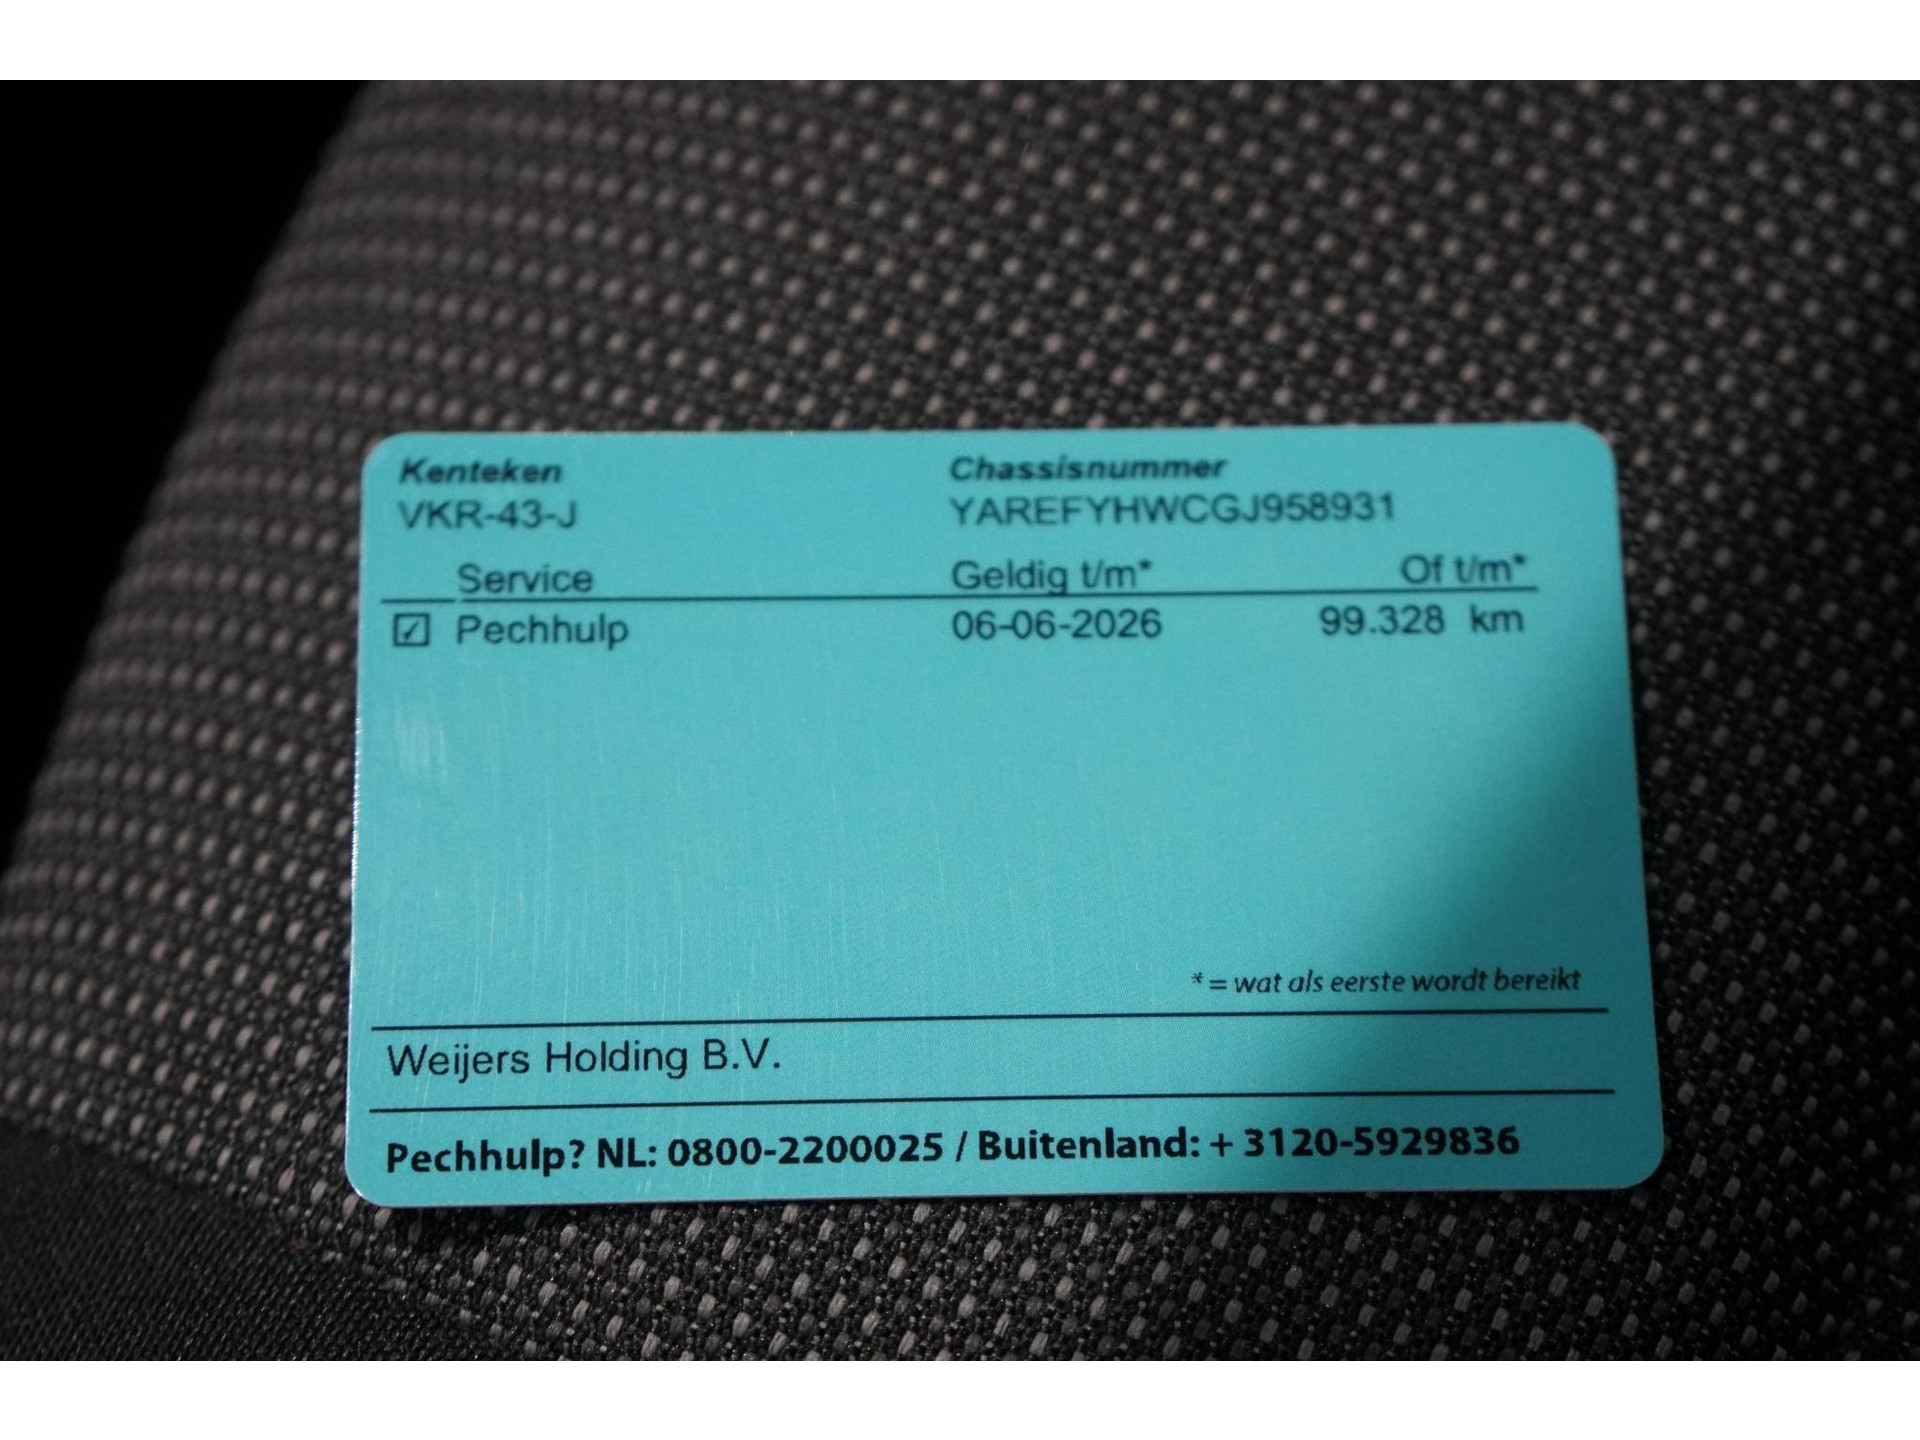 Kenteken Chassisnummer
VKR-43-J YAREFYHWCGJ958931
Service Geldig t/m* Of t/m*
☑ Pechhulp 06-06-2026 99.328 km
* = wat als eerste wordt bereikt
Weijers Holding B.V.
Pechhulp? NL: 0800-2200025 / Buitenland: + 3120-5929836